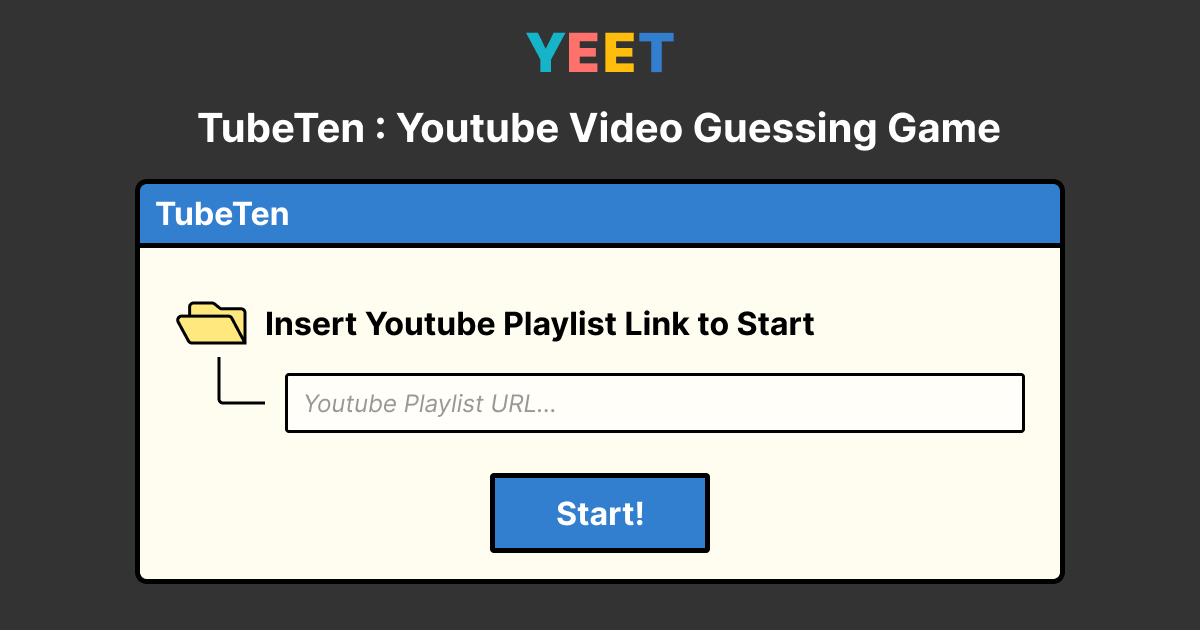 YEET
TubeTen : Youtube Video Guessing Game
TubeTen
Insert Youtube Playlist Link to Start
Youtube Playlist URL...
Start!